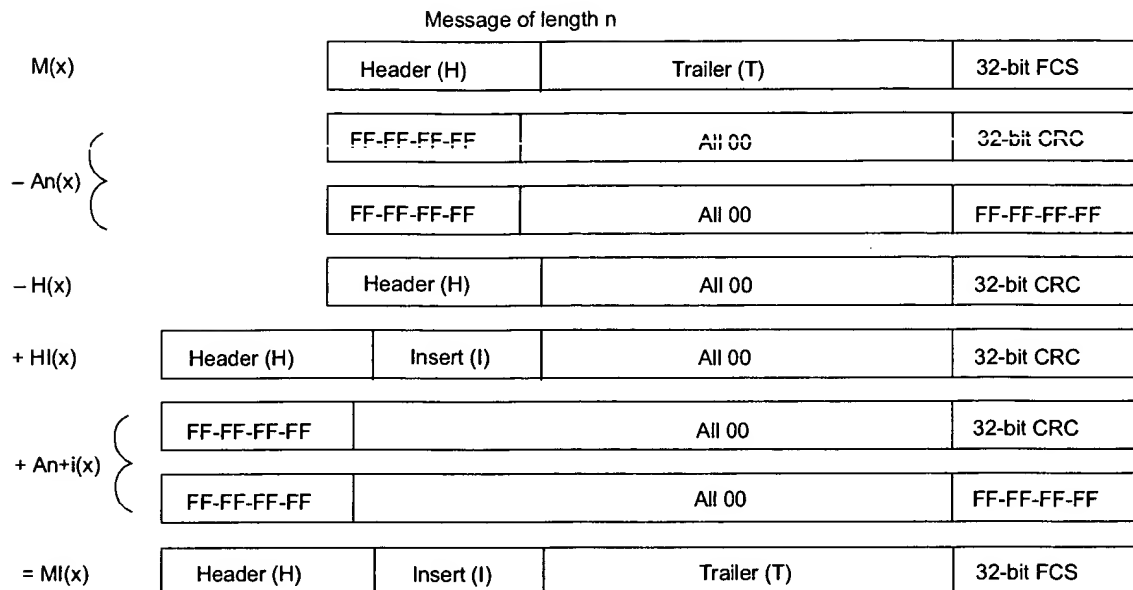 Message of length n
M(x) Header (H) Trailer (T) 32-bit FCS
FF-FF-FF-FF All 00 32-bit CRC
– An(x)
FF-FF-FF-FF All 00 FF-FF-FF-FF
– H(x) Header (H) All 00 32-bit CRC
+ HI(x) Header (H) Insert (I) All 00 32-bit CRC
FF-FF-FF-FF All 00 32-bit CRC
+ An+i(x)
FF-FF-FF-FF All 00 FF-FF-FF-FF
= MI(x) Header (H) Insert (I) Trailer (T) 32-bit FCS